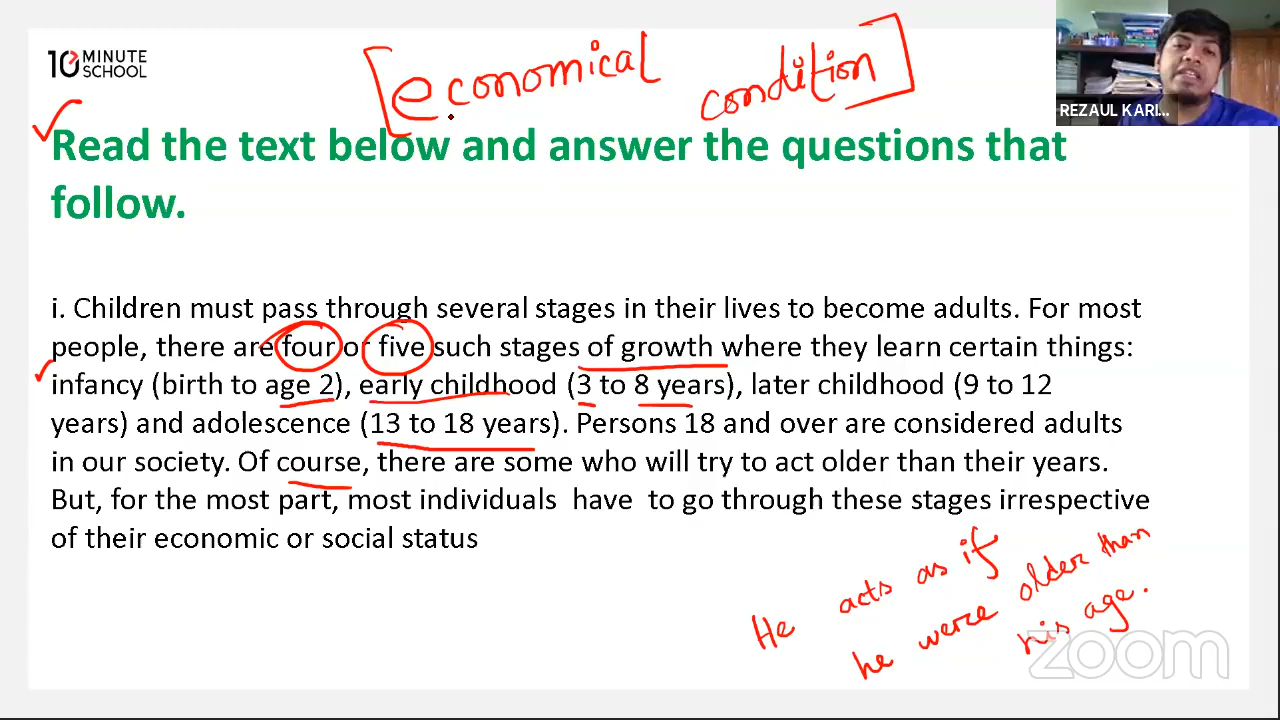 10 MINUTE
SCHOOL
[economical condition]
REZAUL KARI...
Read the text below and answer the questions that
follow.
i. Children must pass through several stages in their lives to become adults. For most
people, there are four or five such stages of growth where they learn certain things:
infancy (birth to age 2), early childhood (3 to 8 years), later childhood (9 to 12
years) and adolescence (13 to 18 years). Persons 18 and over are considered adults
in our society. Of course, there are some who will try to act older than their years.
But, for the most part, most individuals have to go through these stages irrespective
of their economic or social status
He acts as if
he were older than
his age.
zoom